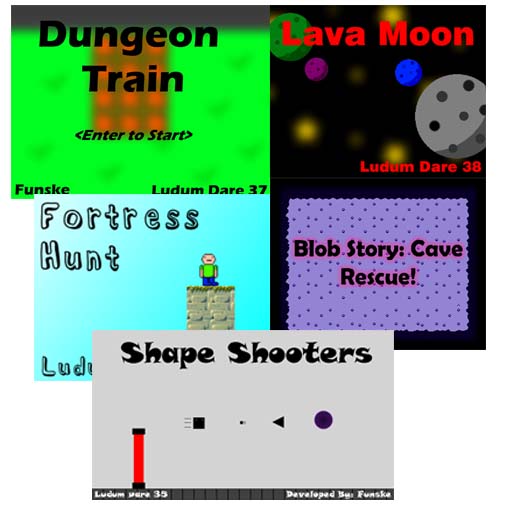 Dungeon
Train
<Enter to Start>
Funske
Ludum Dare 37
Lava Moon
Ludum Dare 38
Fortress
Hunt
Blob Story: Cave
Rescue!
Shape Shooters
Ludum Dare 35
Developed By: Funske